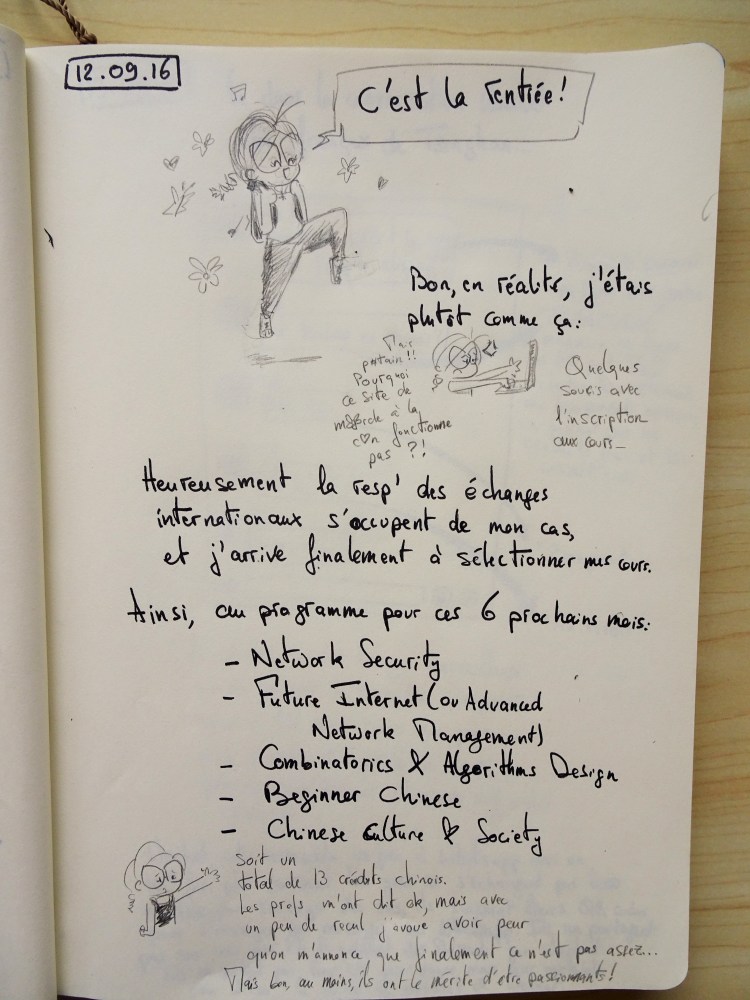 12.09.16
C'est la rentrée!
Bon, en réalité, j'étais
plutôt comme ça:
Mais
p*tain!!
Pourquoi
ce site de
m
à la
c♡n fonctionne
pas ?!
Quelques
soucis avec
l'inscription
aux cours_
Heureusement la resp' des échanges
internationaux s'occupent de mon cas,
et j'arrive finalement à sélectionner mes cours.
Ainsi, au programme pour ces 6 prochains mois:
- Network Security
- Future Internet (ou Advanced
Network Management)
- Combinatorics & Algorithms Design
- Beginner Chinese
- Chinese Culture & Society
Soit un
total de 13 crédits chinois.
Les profs m'ont dit ok, mais avec
un peu de recul j'avoue avoir peur
qu'on m'annonce que finalement ce n'est pas assez...
Mais bon, au moins, ils ont le mérite d'etre passionnants!